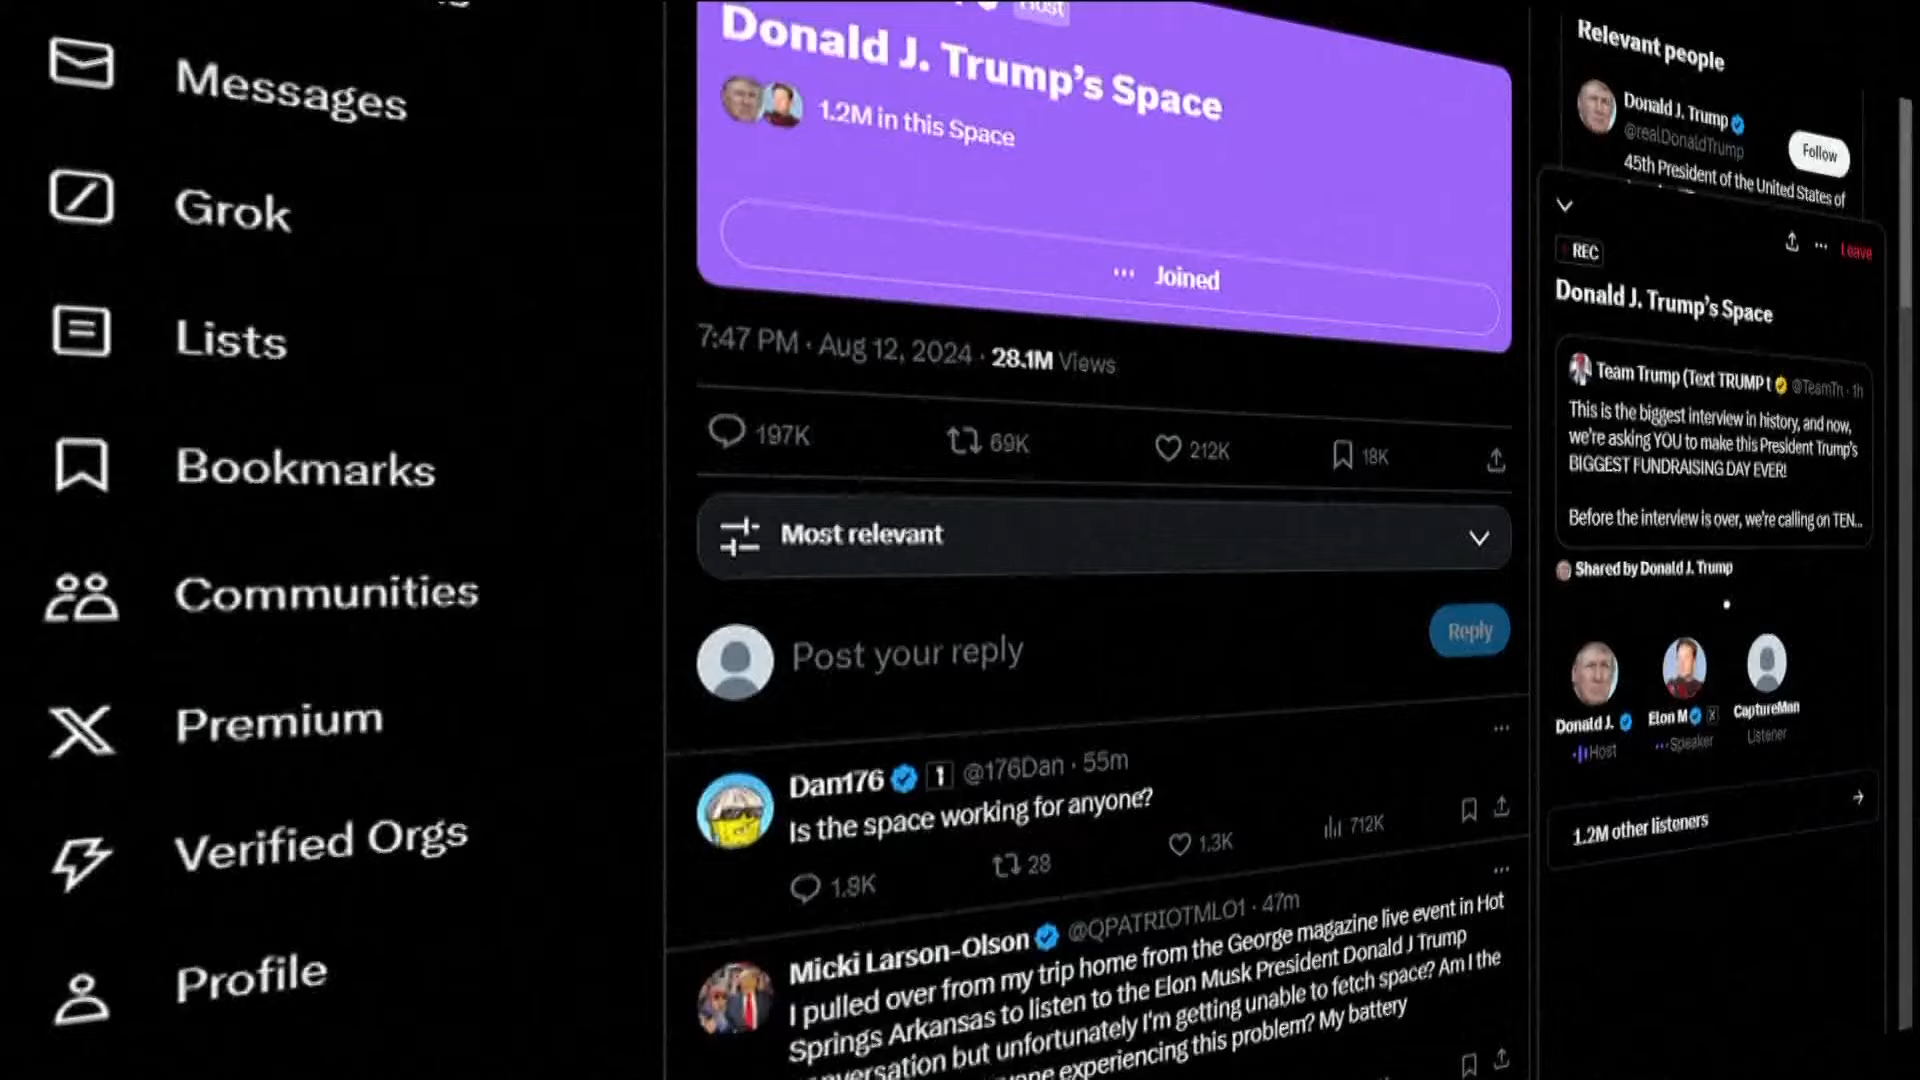 Messages
Grok
Lists
Bookmarks
Communities
Premium
Verified Orgs
Profile
Host
Donald J. Trump's Space
1.2M in this Space
··· Joined
7:47 PM · Aug 12, 2024 · 28.1M Views
197K 69K 212K 18K
Most relevant
Post your reply
Reply
Dan176 1 @176Dan · 55m
Is the space working for anyone?
1.8K 28 1.3K 712K
Micki Larson-Olson @QPATRIOTMLO1 · 47m
I pulled over from my trip home from the George magazine live event in Hot
Springs Arkansas to listen to the Elon Musk President Donald J Trump
but unfortunately I'm getting unable to fetch space? Am I the
experiencing this problem? My battery
Relevant people
Donald J. Trump
@realDonaldTrump
Follow
45th President of the United States of
REC
··· Leave
Donald J. Trump's Space
Team Trump (Text TRUMP t @TeamTr · 1h
This is the biggest interview in history, and now,
we're asking YOU to make this President Trump's
BIGGEST FUNDRAISING DAY EVER!
Before the interview is over, we're calling on TEN...
Shared by Donald J. Trump
Donald J.
Host
Elon M X
Speaker
CaptureMan
Listener
1.2M other listeners